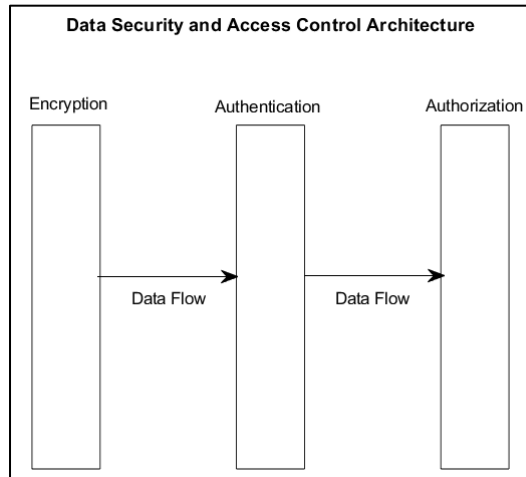 Data Security and Access Control Architecture
Encryption
Authentication
Authorization
Data Flow
Data Flow